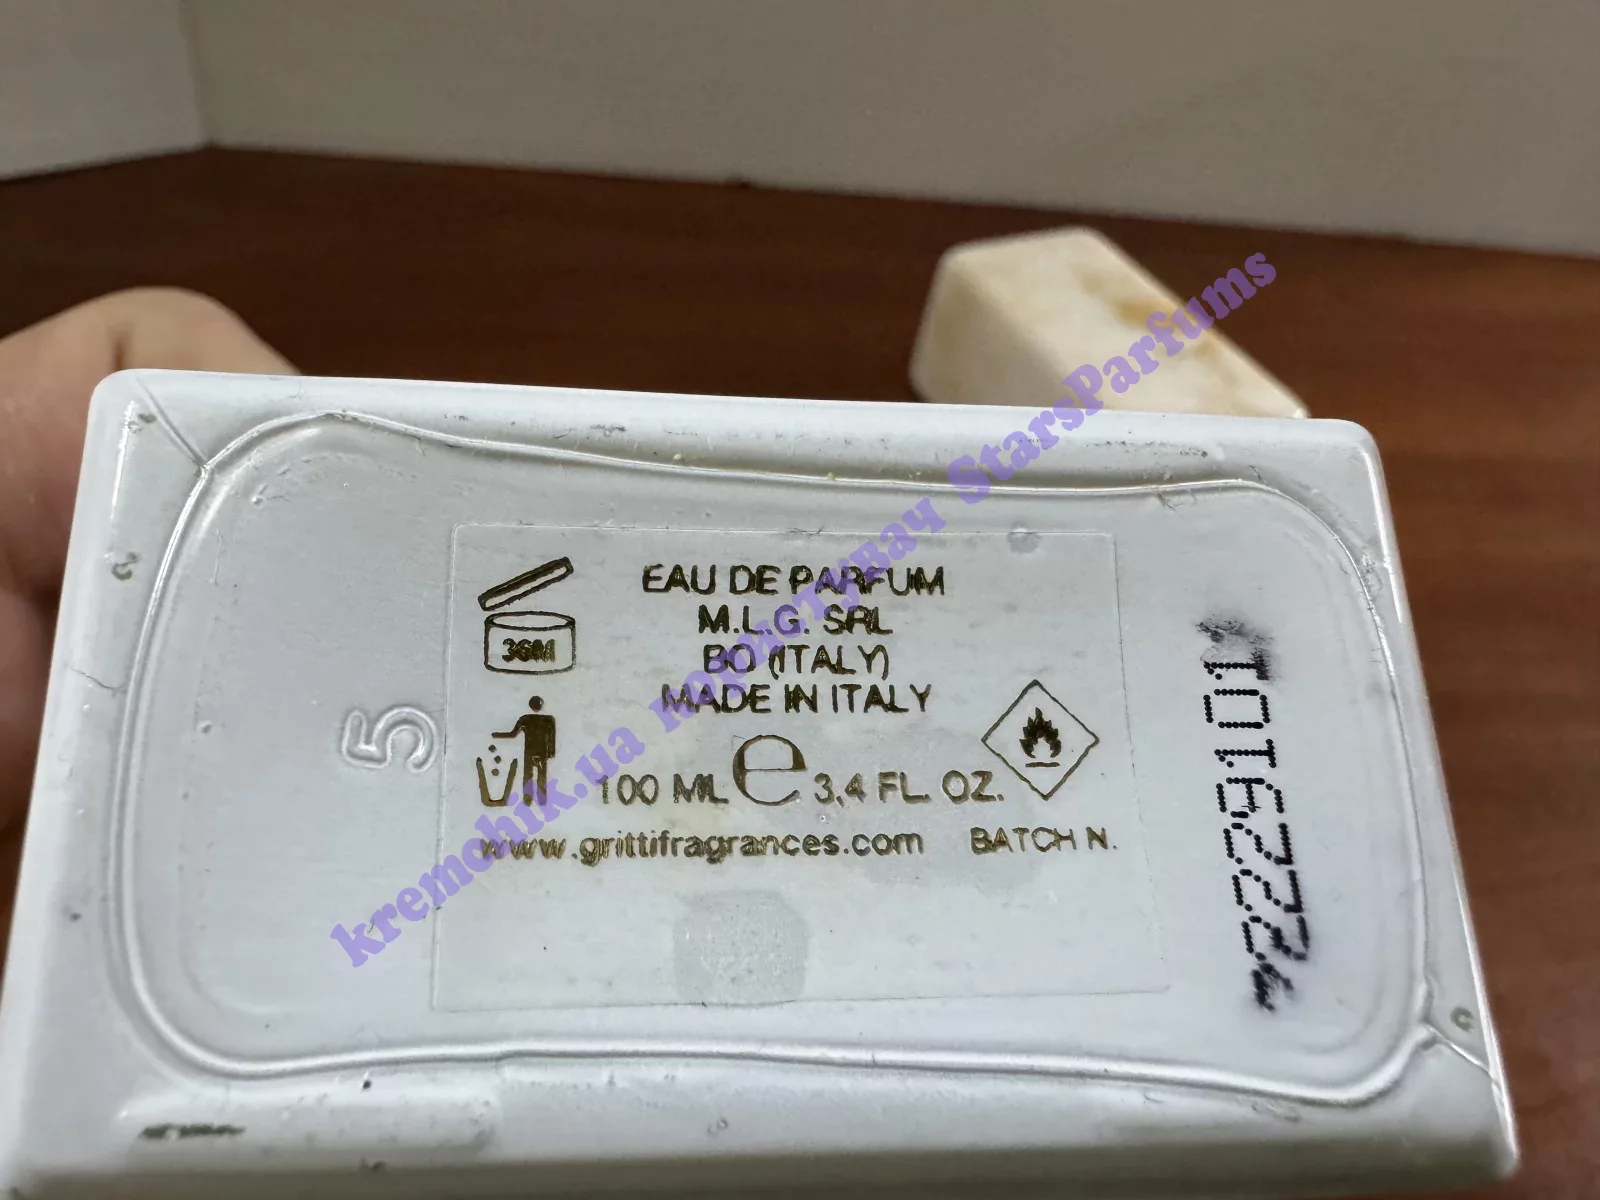 EAU DE PARFUM
M.L.G. SRL
BO (ITALY)
MADE IN ITALY
36M
100 ML e 3,4 FL. OZ.
www.grittifragrances.com BATCH N.
5
kremohik.ua користувач StarsParfums